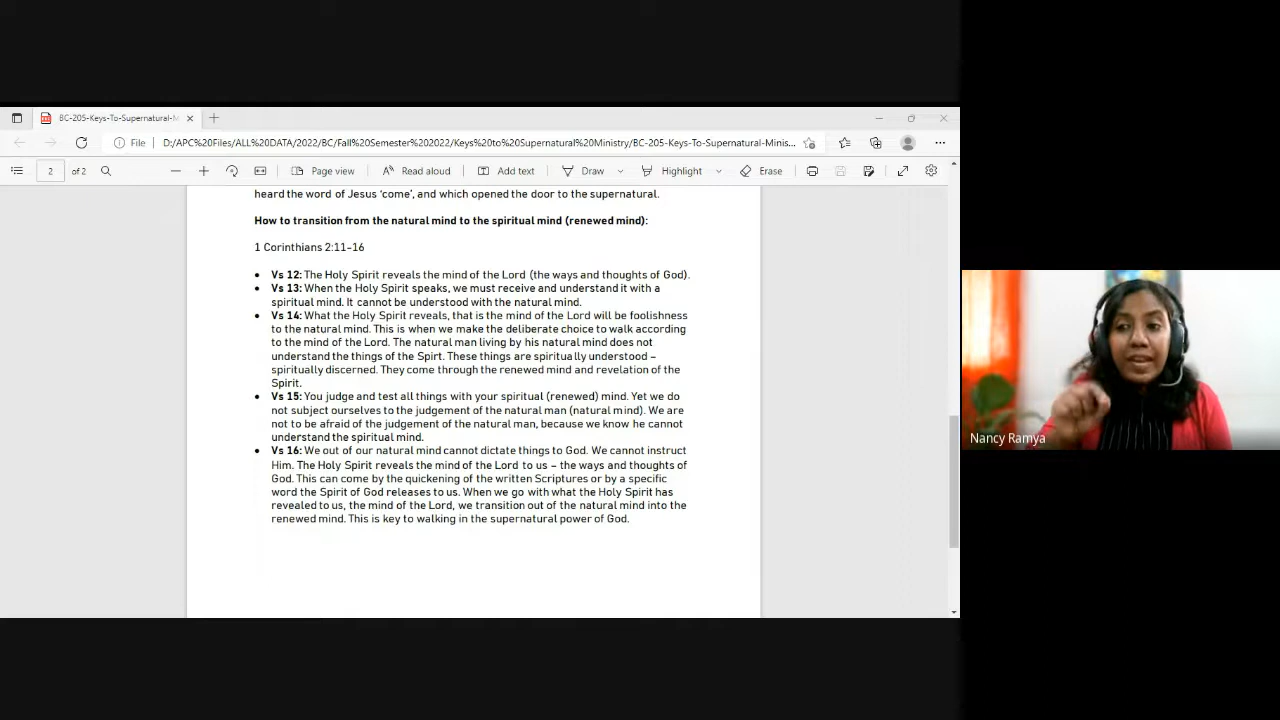 BC-205-Keys-To-Supernatural-M
File D:/APC%20Files/ALL%20DATA/2022/BC/Fall%20Semester%202022/Keys%20to%20Supernatural%20Ministry/BC-205-Keys-To-Supernatural-Minis...
2 of 2 Page view Read aloud Add text Draw Highlight Erase
heard the word of Jesus ‘come’, and which opened the door to the supernatural.
How to transition from the natural mind to the spiritual mind (renewed mind):
1 Corinthians 2:11-16
• Vs 12: The Holy Spirit reveals the mind of the Lord (the ways and thoughts of God).
• Vs 13: When the Holy Spirit speaks, we must receive and understand it with a
spiritual mind. It cannot be understood with the natural mind.
• Vs 14: What the Holy Spirit reveals, that is the mind of the Lord will be foolishness
to the natural mind. This is when we make the deliberate choice to walk according
to the mind of the Lord. The natural man living by his natural mind does not
understand the things of the Spirt. These things are spiritually understood –
spiritually discerned. They come through the renewed mind and revelation of the
Spirit.
• Vs 15: You judge and test all things with your spiritual (renewed) mind. Yet we do
not subject ourselves to the judgement of the natural man (natural mind). We are
not to be afraid of the judgement of the natural man, because we know he cannot
understand the spiritual mind.
• Vs 16: We out of our natural mind cannot dictate things to God. We cannot instruct
Him. The Holy Spirit reveals the mind of the Lord to us – the ways and thoughts of
God. This can come by the quickening of the written Scriptures or by a specific
word the Spirit of God releases to us. When we go with what the Holy Spirit has
revealed to us, the mind of the Lord, we transition out of the natural mind into the
renewed mind. This is key to walking in the supernatural power of God.
Nancy Ramya